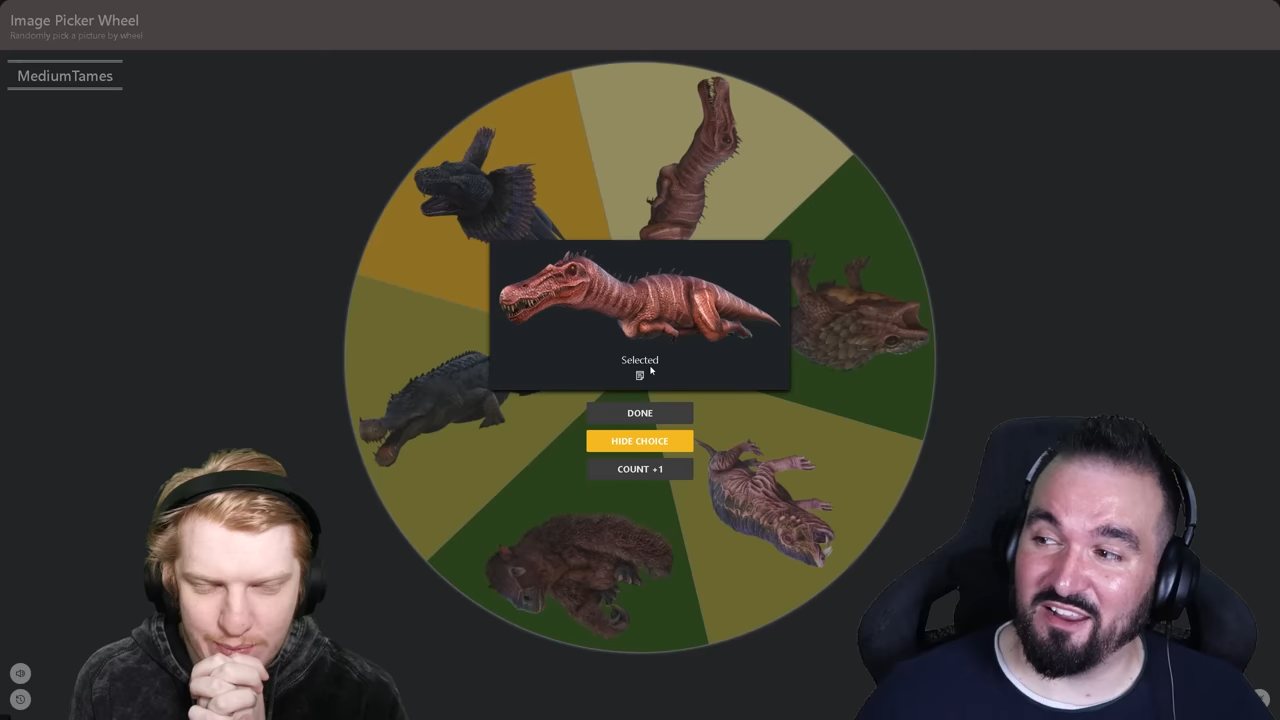 Image Picker Wheel
Randomly pick a picture by wheel
MediumTames
Selected
DONE
HIDE CHOICE
COUNT +1